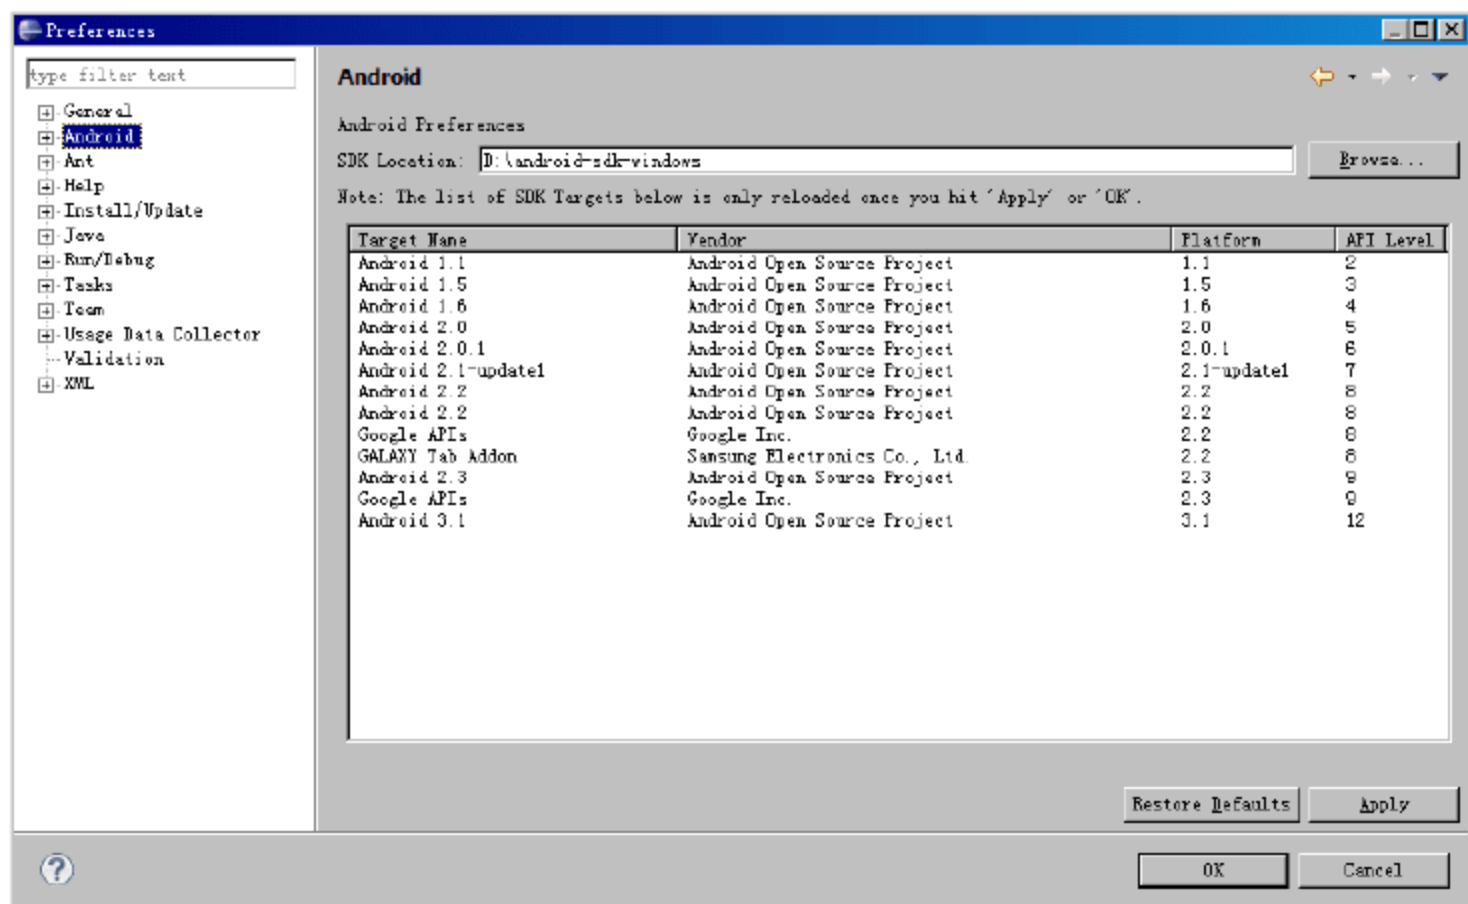 Preferences
type filter text
General
Android
Ant
Help
Install/Update
Java
Run/Debug
Tasks
Team
Usage Data Collector
Validation
XML
Android
Android Preferences
SDK Location: D:\android-sdk-windows Browse...
Note: The list of SDK Targets below is only reloaded once you hit 'Apply' or 'OK'.
Target Name Vendor Platform API Level
Android 1.1 Android Open Source Project 1.1 2
Android 1.5 Android Open Source Project 1.5 3
Android 1.6 Android Open Source Project 1.6 4
Android 2.0 Android Open Source Project 2.0 5
Android 2.0.1 Android Open Source Project 2.0.1 6
Android 2.1-update1 Android Open Source Project 2.1-update1 7
Android 2.2 Android Open Source Project 2.2 8
Android 2.2 Android Open Source Project 2.2 8
Google APIs Google Inc. 2.2 8
GALAXY Tab Addon Samsung Electronics Co., Ltd. 2.2 8
Android 2.3 Android Open Source Project 2.3 9
Google APIs Google Inc. 2.3 9
Android 3.1 Android Open Source Project 3.1 12
Restore Defaults Apply
? OK Cancel